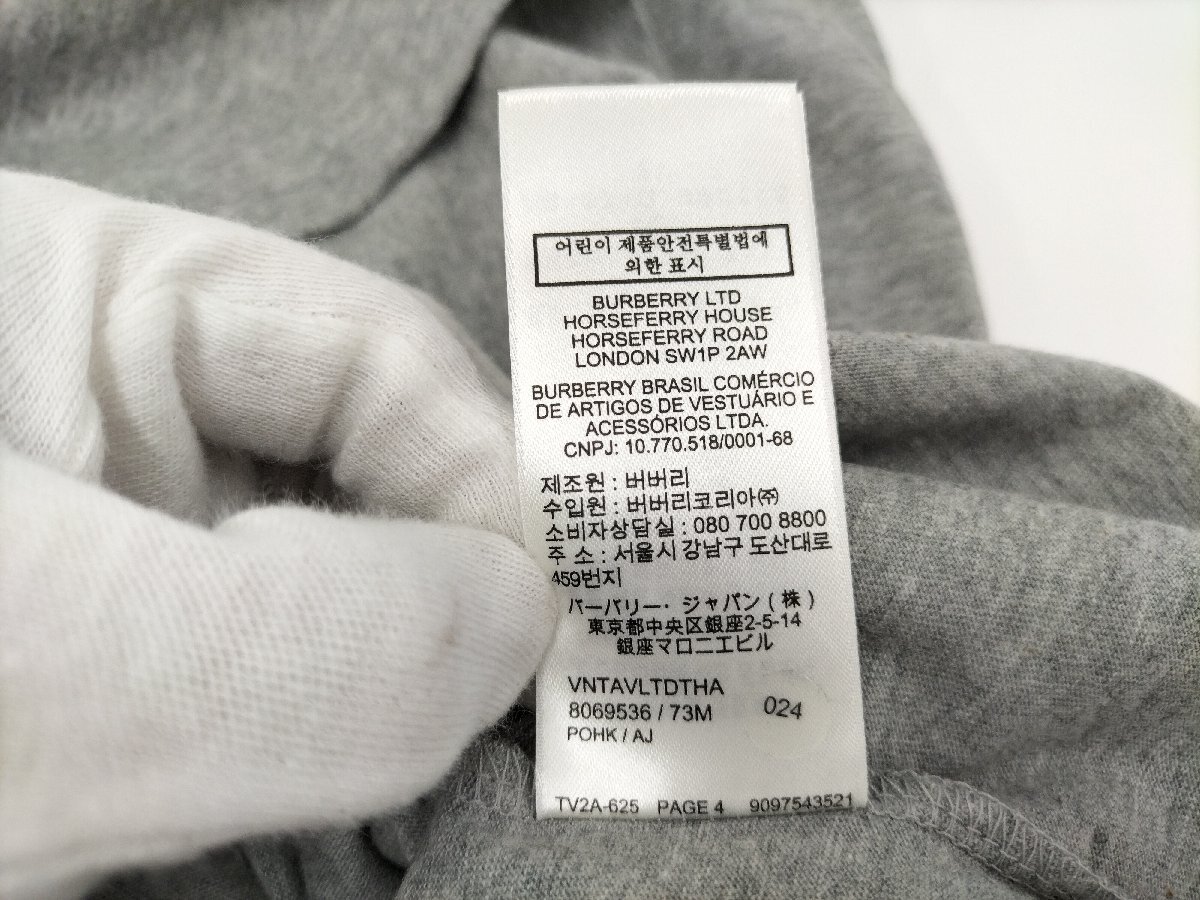 어린이 제품안전특별법에
의한 표시
BURBERRY LTD
HORSEFERRY HOUSE
HORSEFERRY ROAD
LONDON SW1P 2AW
BURBERRY BRASIL COMÉRCIO
DE ARTIGOS DE VESTUÁRIO E
ACESSÓRIOS LTDA.
CNPJ: 10.770.518/0001-68
제조원 : 버버리
수입원 : 버버리코리아㈜
소비자상담실 : 080 700 8800
주 소 : 서울시 강남구 도산대로
459번지
バーバリー・ジャパン(株)
東京都中央区銀座2-5-14
銀座マロニエビル
VNTAVLTDTHA
8069536 / 73M 024
POHK / AJ
TV2A-625 PAGE 4 9097543521